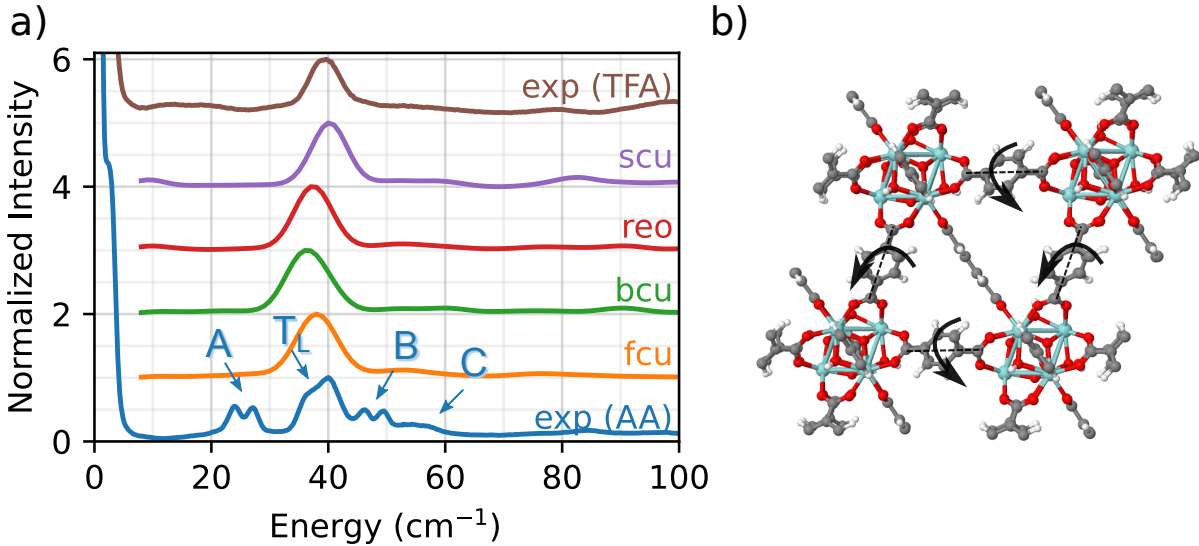 a)
b)
6
4
2
0
Normalized Intensity
exp (TFA)
scu
reo
bcu
fcu
exp (AA)
A
T_L
B
C
0 20 40 60 80 100
Energy (cm⁻¹)